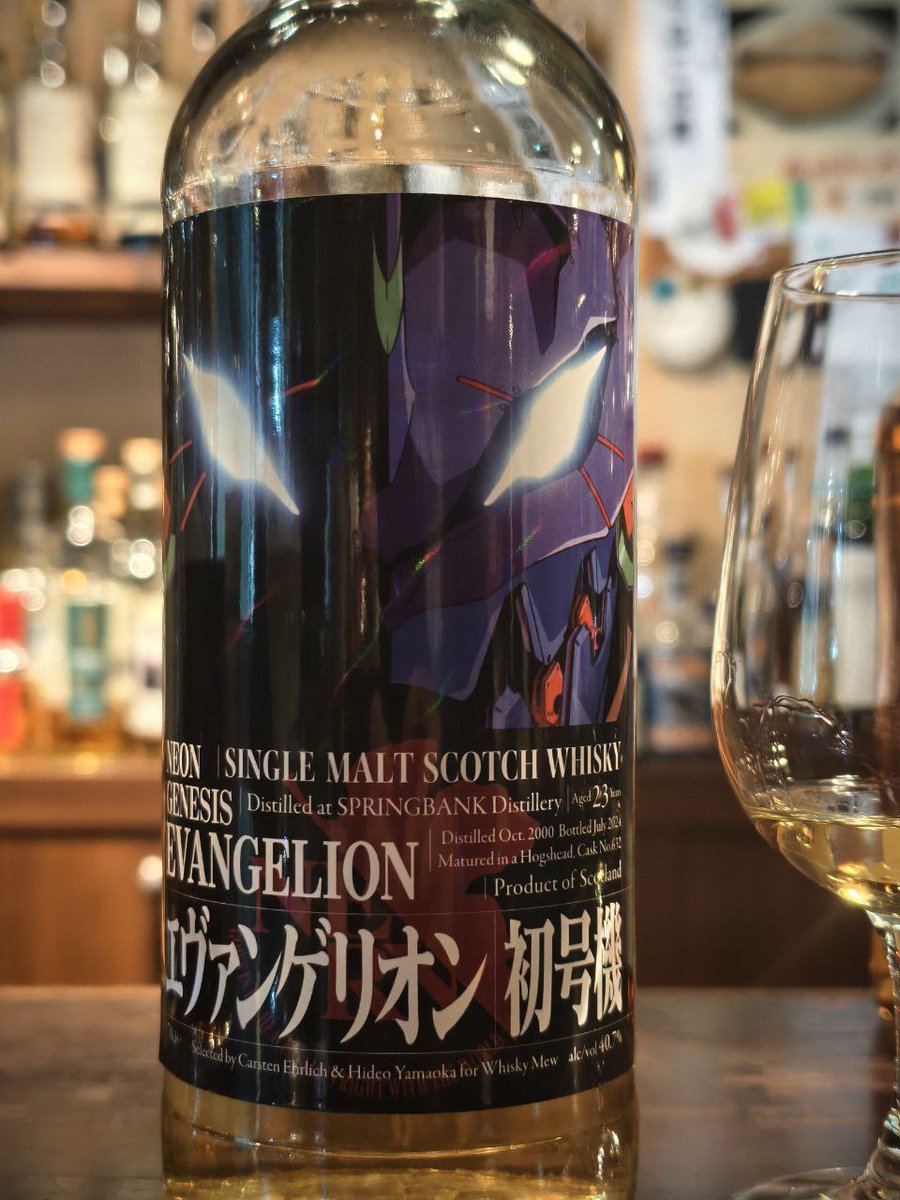 NEON
GENESIS
EVANGELION
SINGLE MALT SCOTCH WHISKY
Distilled at SPRINGBANK Distillery | Aged 23 Years
Distilled Oct. 2000 Bottled July 2024
Matured in a Hogshead, Cask No.632
Product of Scotland
エヴァンゲリオン 初号機
Selected by Carsten Ehrlich & Hideo Yamaoka for Whisky Mew alc/vol 40.7%